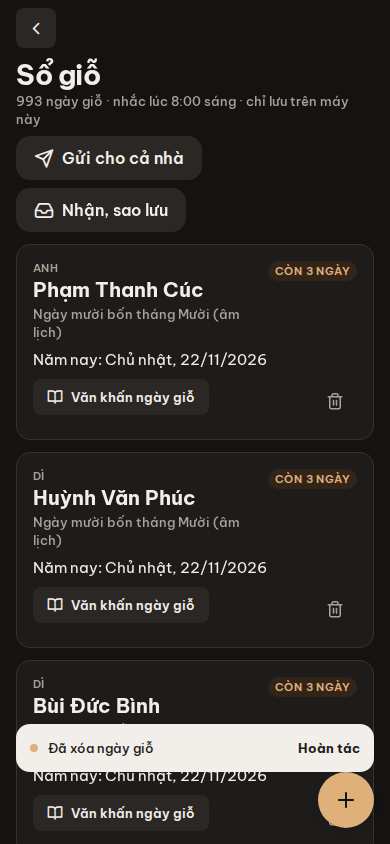 Sổ giỗ
993 ngày giỗ · nhắc lúc 8:00 sáng · chỉ lưu trên máy
này
Gửi cho cả nhà
Nhận, sao lưu
ANH
CÒN 3 NGÀY
Phạm Thanh Cúc
Ngày mười bốn tháng Mười (âm
lịch)
Năm nay: Chủ nhật, 22/11/2026
Văn khấn ngày giỗ
DÌ
CÒN 3 NGÀY
Huỳnh Văn Phúc
Ngày mười bốn tháng Mười (âm
lịch)
Năm nay: Chủ nhật, 22/11/2026
Văn khấn ngày giỗ
DÌ
CÒN 3 NGÀY
Bùi Đức Bình
Đã xóa ngày giỗ
Hoàn tác
Năm nay: Chủ nhật, 22/11/2026
Văn khấn ngày giỗ